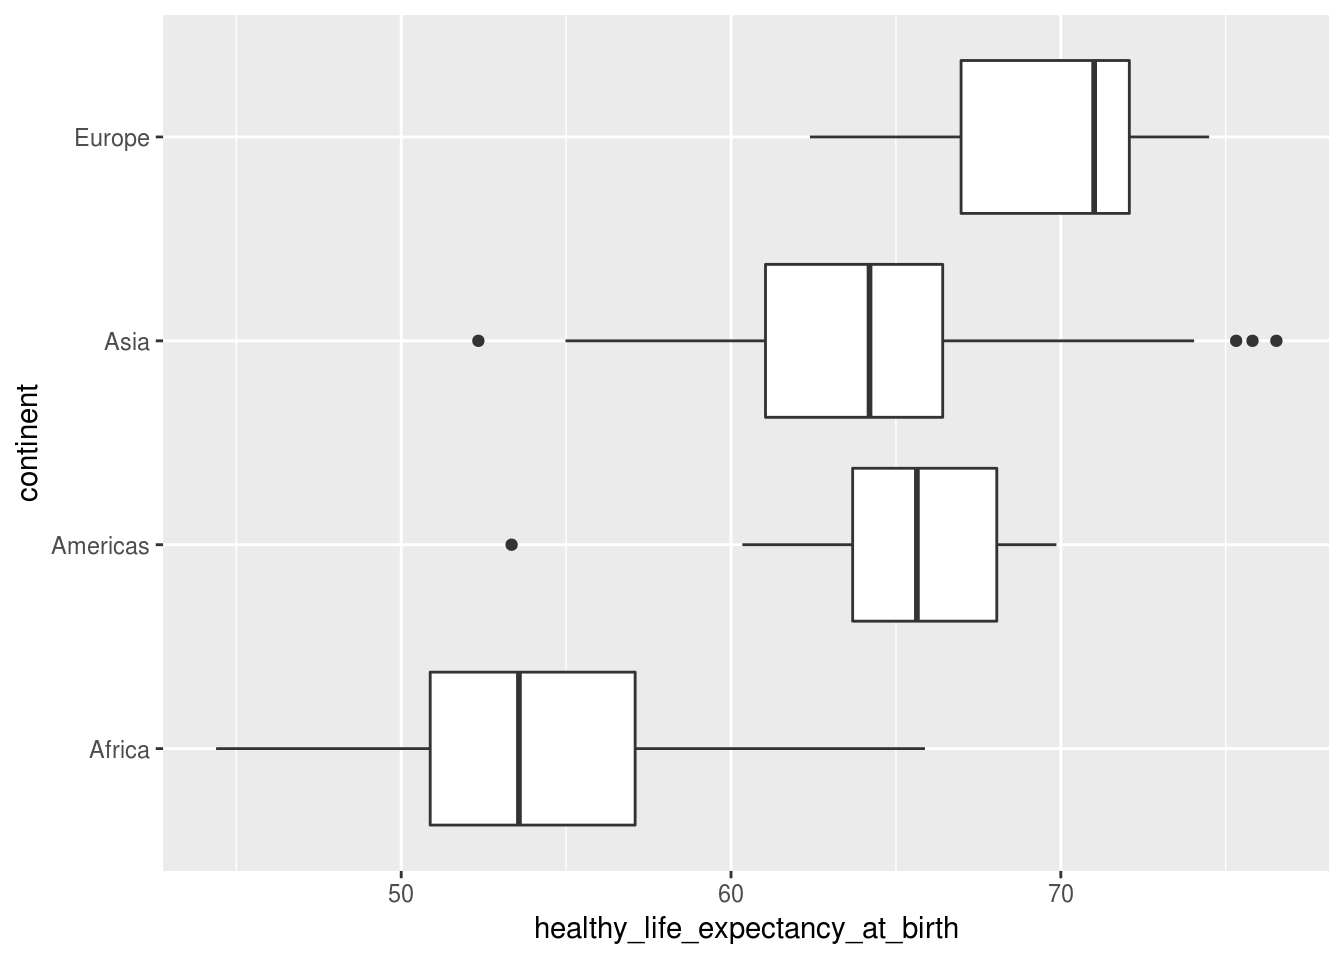 Europe
Asia
Americas
Africa
continent
50 60 70
healthy_life_expectancy_at_birth